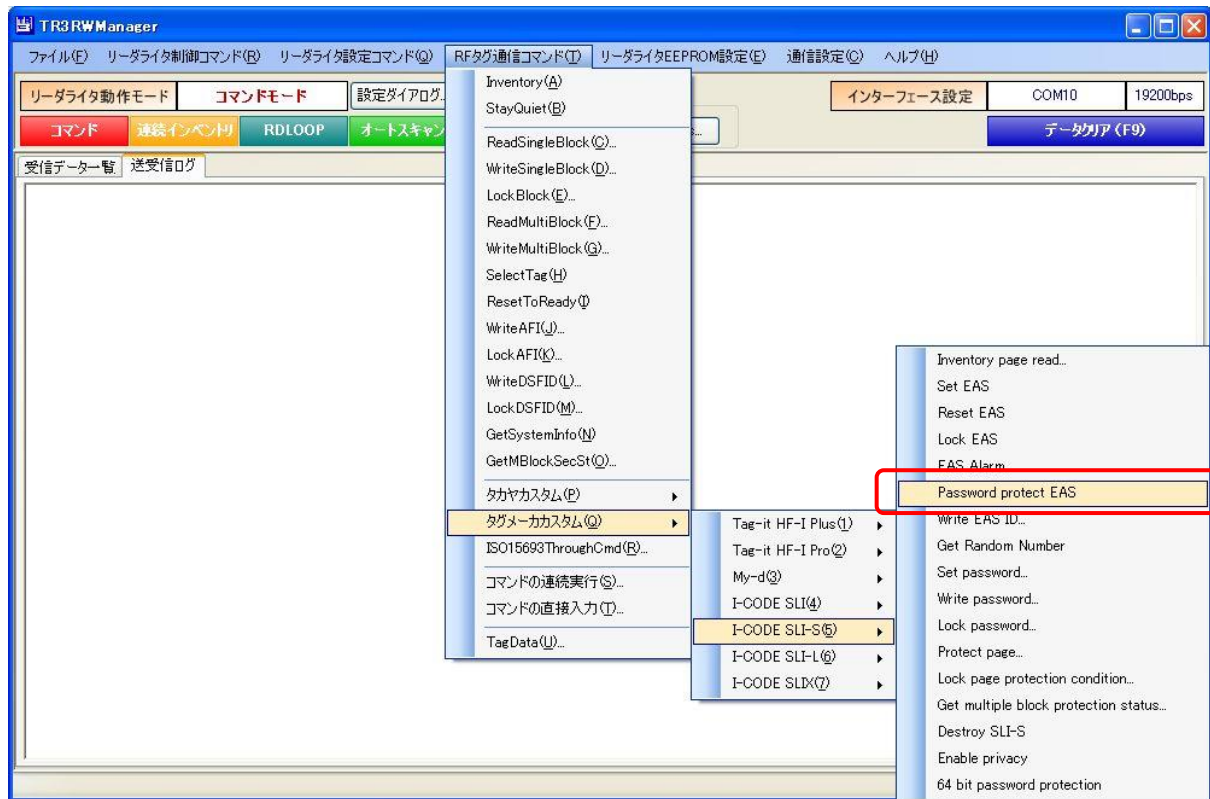 TR3RWManager
ファイル(F) リーダライタ制御コマンド(R) リーダライタ設定コマンド(Q) RFタグ通信コマンド(T) リーダライタEEPROM設定(E) 通信設定(C) ヘルプ(H)
リーダライタ動作モード コマンドモード 設定ダイアログ... インターフェース設定 COM10 19200bps
コマンド 連続インベントリ RDLOOP オートスキャン データクリア(F9)
受信データ一覧 送受信ログ
Inventory(A)
StayQuiet(B)
ReadSingleBlock(C)...
WriteSingleBlock(D)...
LockBlock(E)...
ReadMultiBlock(F)...
WriteMultiBlock(G)...
SelectTag(H)
ResetToReady(I)
WriteAFI(J)...
LockAFI(K)...
WriteDSFID(L)...
LockDSFID(M)...
GetSystemInfo(N)
GetMBlockSecSt(O)...
タカヤカスタム(P)
タグメーカカスタム(Q)
ISO15693ThroughCmd(R)...
コマンドの連続実行(S)...
コマンドの直接入力(T)...
TagData(U)...
Tag-it HF-I Plus(1)
Tag-it HF-I Pro(2)
My-d(3)
I-CODE SLI(4)
I-CODE SLI-S(5)
I-CODE SLI-L(6)
I-CODE SLIX(7)
Inventory page read...
Set EAS
Reset EAS
Lock EAS
EAS Alarm
Password protect EAS
Write EAS ID...
Get Random Number
Set password...
Write password...
Lock password...
Protect page...
Lock page protection condition...
Get multiple block protection status...
Destroy SLI-S
Enable privacy
64 bit password protection